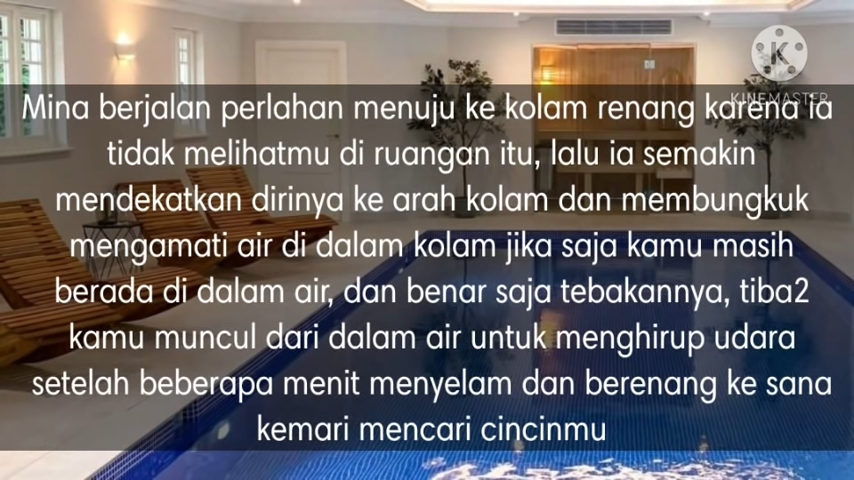 KINEMASTER
Mina berjalan perlahan menuju ke kolam renang karena ia
tidak melihatmu di ruangan itu, lalu ia semakin
mendekatkan dirinya ke arah kolam dan membungkuk
mengamati air di dalam kolam jika saja kamu masih
berada di dalam air, dan benar saja tebakannya, tiba2
kamu muncul dari dalam air untuk menghirup udara
setelah beberapa menit menyelam dan berenang ke sana
kemari mencari cincinmu